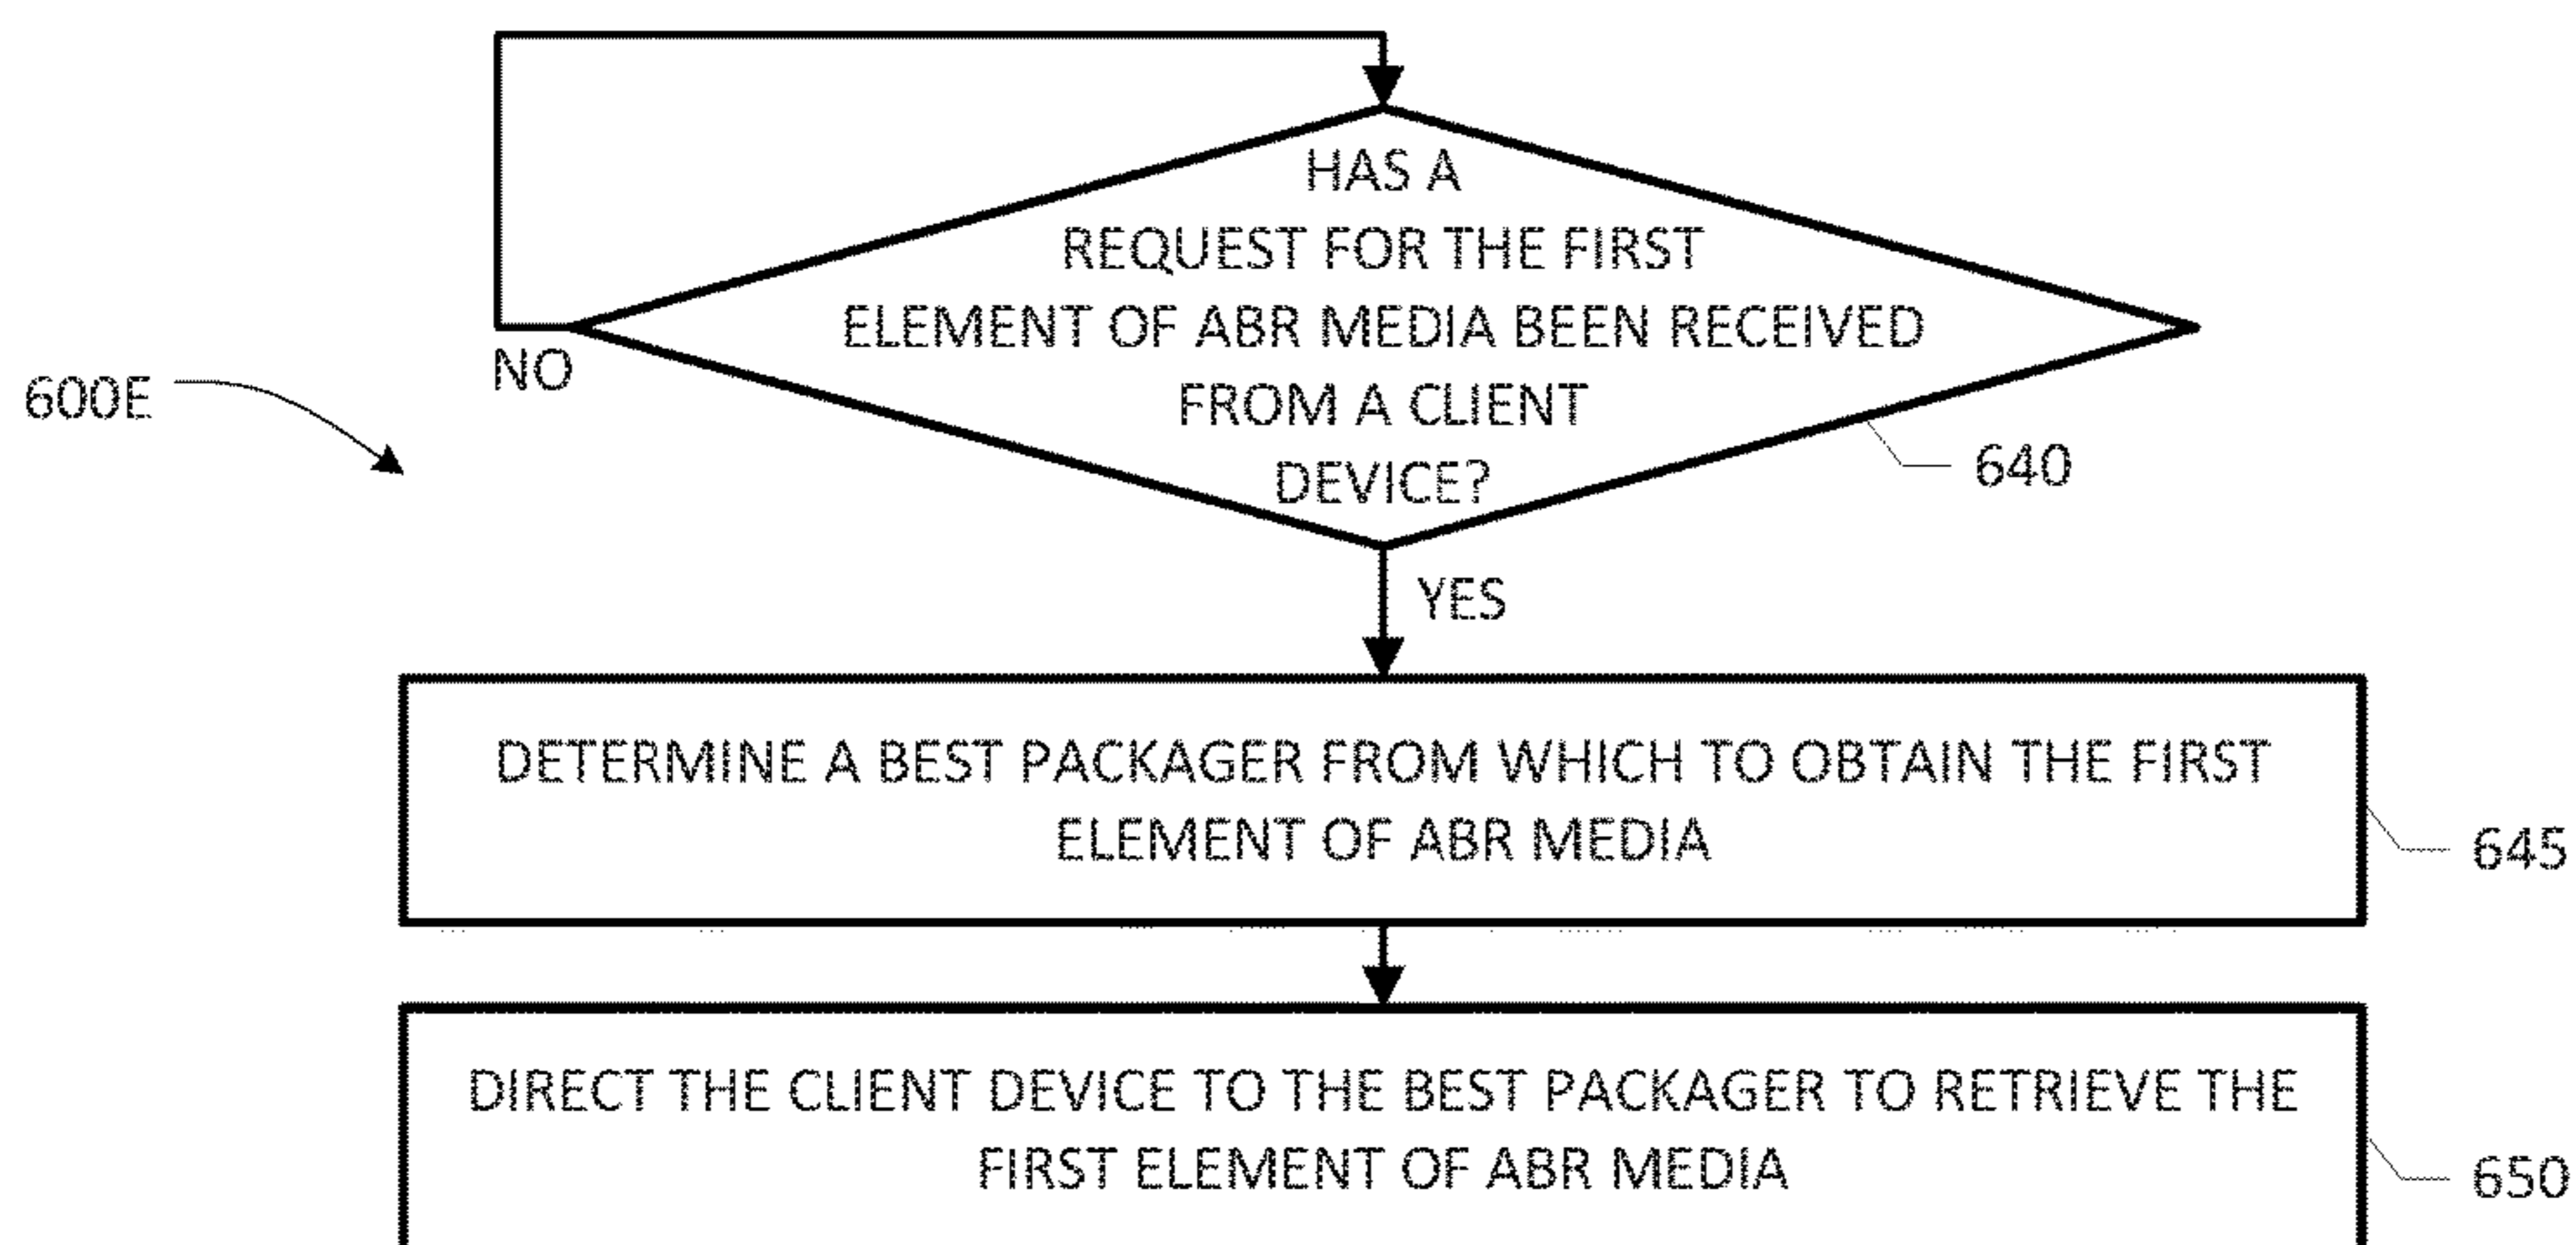 HAS A
REQUEST FOR THE FIRST
ELEMENT OF ABR MEDIA BEEN RECEIVED
FROM A CLIENT
DEVICE?
NO
600E
640
YES
DETERMINE A BEST PACKAGER FROM WHICH TO OBTAIN THE FIRST
ELEMENT OF ABR MEDIA
645
DIRECT THE CLIENT DEVICE TO THE BEST PACKAGER TO RETRIEVE THE
FIRST ELEMENT OF ABR MEDIA
650